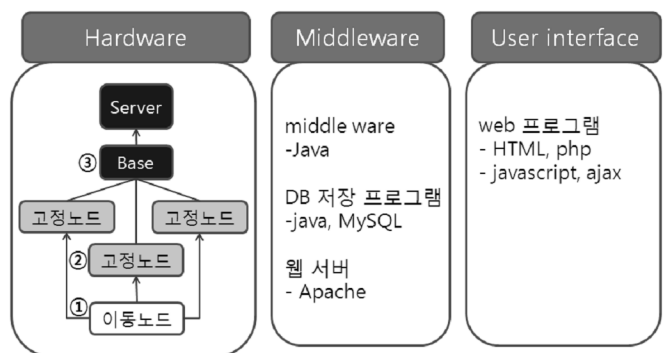 Hardware
Server
③ Base
고정노드 고정노드
② 고정노드
① 이동노드
Middleware
middle ware
-Java
DB 저장 프로그램
-java, MySQL
웹 서버
- Apache
User interface
web 프로그램
- HTML, php
- javascript, ajax